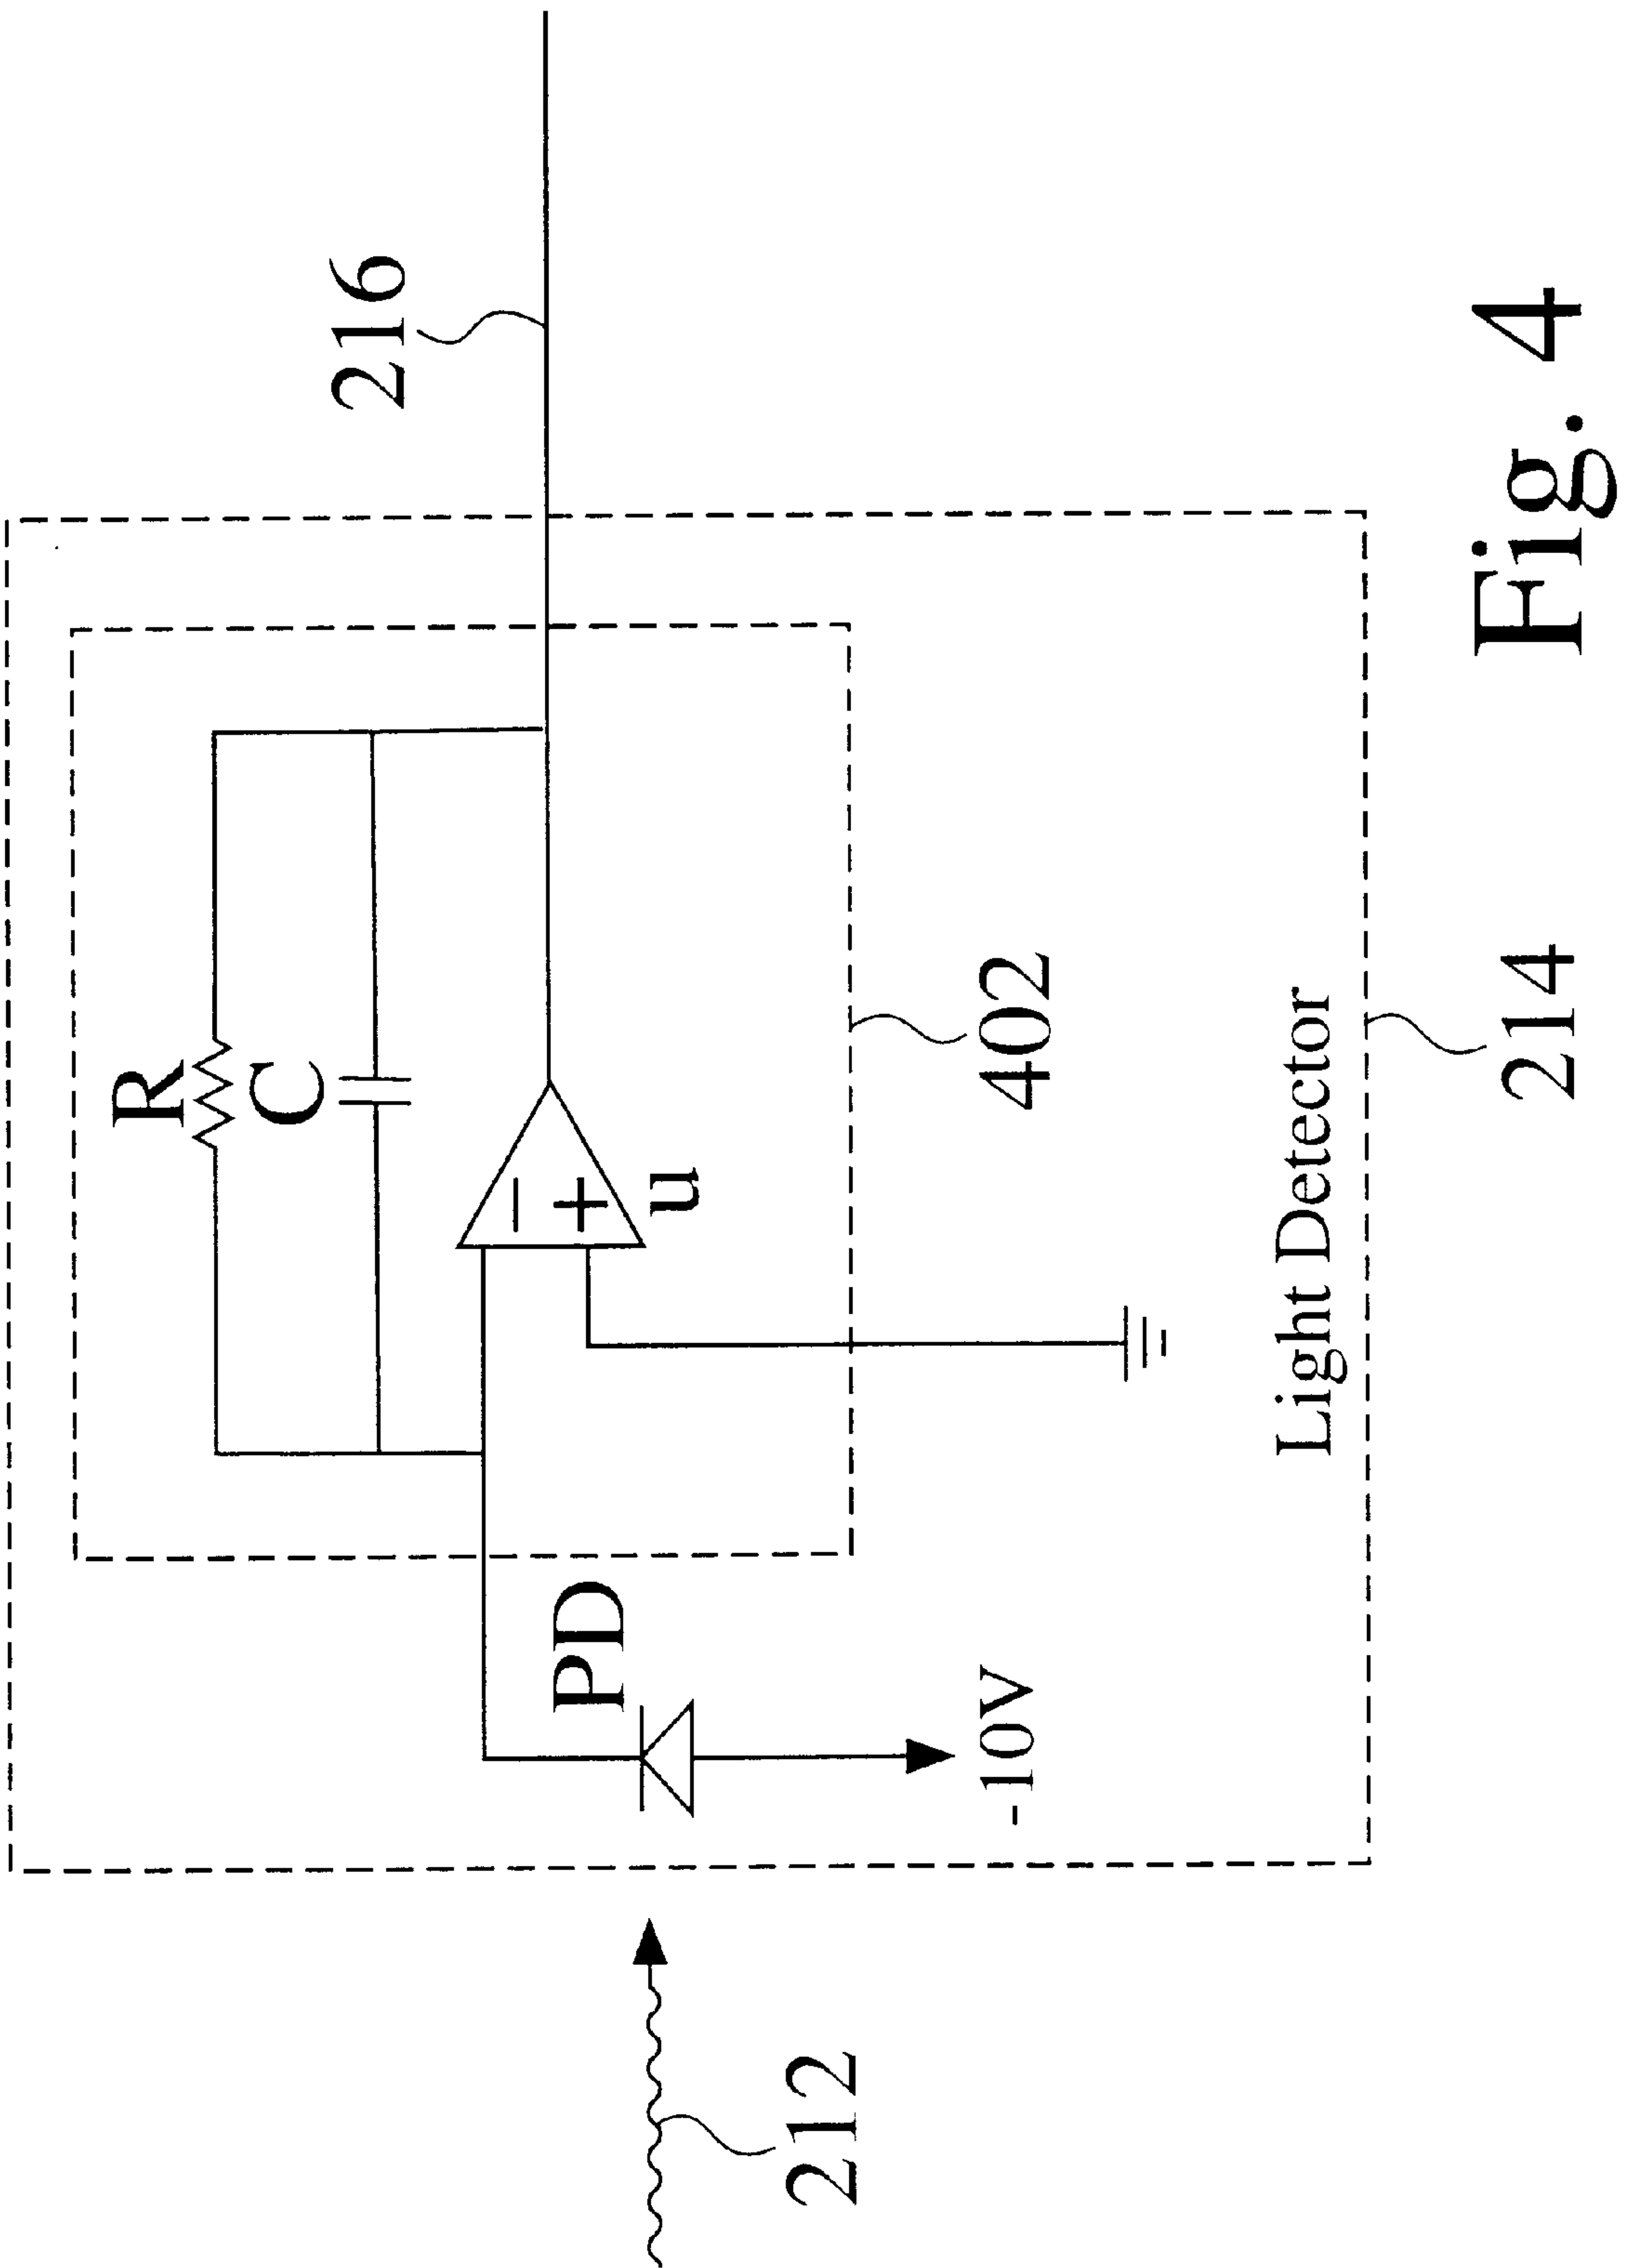 216
R
C
−
+
u
402
PD
-10V
Light Detector
214
212
Fig. 4